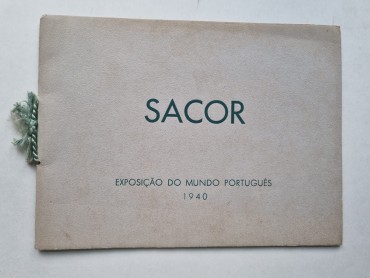 SACOR
EXPOSIÇÃO DO MUNDO PORTUGUÊS
1940